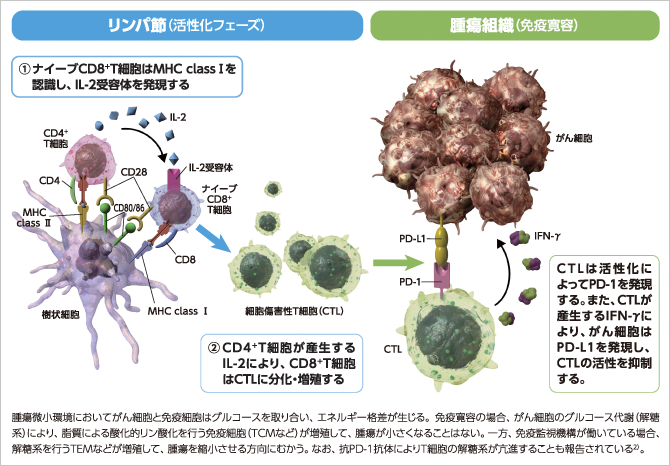 リンパ節(活性化フェーズ)
腫瘍組織(免疫寛容)
①ナイーブCD8⁺T細胞はMHC classⅠを
認識し、IL-2受容体を発現する
IL-2
CD4⁺
T細胞
IL-2受容体
CD4
CD28
ナイーブ
CD8⁺
T細胞
MHC
class Ⅱ
CD80/86
CD8
MHC class Ⅰ
樹状細胞
細胞傷害性T細胞(CTL)
②CD4⁺T細胞が産生する
IL-2により、CD8⁺T細胞
はCTLに分化・増殖する
がん細胞
PD-L1
IFN-γ
PD-1
CTL
CTLは活性化に
よってPD-1を発現
する。また、CTLが
産生するIFN-γに
より、がん細胞は
PD-L1を発現し、
CTLの活性を抑制
する。
腫瘍微小環境においてがん細胞と免疫細胞はグルコースを取り合い、エネルギー格差が生じる。免疫寛容の場合、がん細胞のグルコース代謝(解糖
系)により、脂質による酸化的リン酸化を行う免疫細胞(TCMなど)が増殖して、腫瘍が小さくなることはない。一方、免疫監視機構が働いている場合、
解糖系を行うTEMなどが増殖して、腫瘍を縮小させる方向にむかう。なお、抗PD-1抗体によりT細胞の解糖系が亢進することも報告されている²⁾。